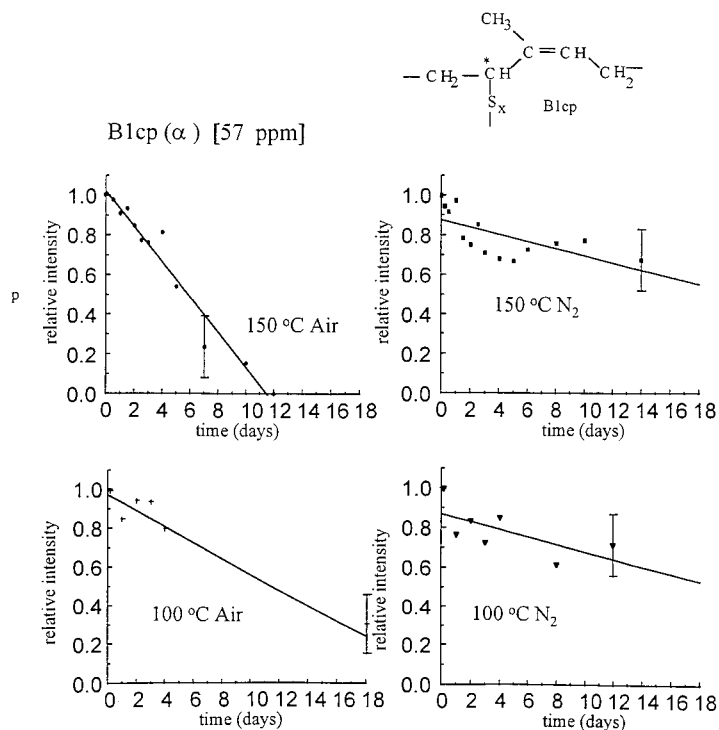 CH3
C=CH
*
— CH2 — CH
CH2—
Sx
B1cp
B1cp (α) [57 ppm]
p
relative intensity
1.0
0.8
0.6
0.4
0.2
0.0
150 °C Air
0 2 4 6 8 10 12 14 16 18
time (days)
relative intensity
1.0
0.8
0.6
0.4
0.2
0.0
150 °C N2
0 2 4 6 8 10 12 14 16 18
time (days)
relative intensity
1.0
0.8
0.6
0.4
0.2
0.0
100 °C Air
0 2 4 6 8 10 12 14 16 18
time (days)
relative intensity
1.0
0.8
0.6
0.4
0.2
0.0
100 °C N2
0 2 4 6 8 10 12 14 16 18
time (days)